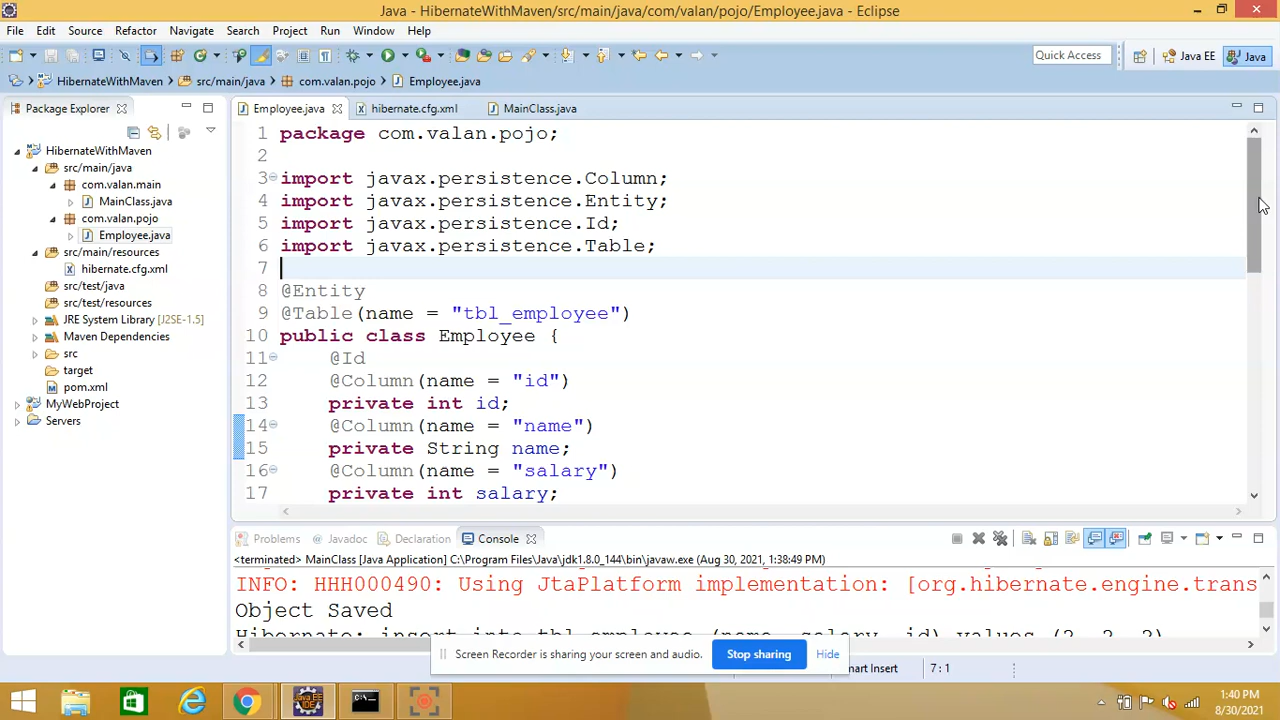 Java - HibernateWithMaven/src/main/java/com/valan/pojo/Employee.java - Eclipse
File Edit Source Refactor Navigate Search Project Run Window Help
Quick Access Java EE Java
HibernateWithMaven src/main/java com.valan.pojo Employee.java
Package Explorer
HibernateWithMaven
src/main/java
com.valan.main
MainClass.java
com.valan.pojo
Employee.java
src/main/resources
hibernate.cfg.xml
src/test/java
src/test/resources
JRE System Library [J2SE-1.5]
Maven Dependencies
src
target
pom.xml
MyWebProject
Servers
Employee.java hibernate.cfg.xml MainClass.java
1 package com.valan.pojo;
2
3 import javax.persistence.Column;
4 import javax.persistence.Entity;
5 import javax.persistence.Id;
6 import javax.persistence.Table;
7
8 @Entity
9 @Table(name = "tbl_employee")
10 public class Employee {
11 @Id
12 @Column(name = "id")
13 private int id;
14 @Column(name = "name")
15 private String name;
16 @Column(name = "salary")
17 private int salary;
Problems Javadoc Declaration Console
<terminated> MainClass [Java Application] C:\Program Files\Java\jdk1.8.0_144\bin\javaw.exe (Aug 30, 2021, 1:38:49 PM)
INFO: HHH000490: Using JtaPlatform implementation: [org.hibernate.engine.trans
Object Saved
Hibernate: insert into tbl_employee (name, salary, id) values (?, ?, ?)
Screen Recorder is sharing your screen and audio. Stop sharing Hide
mart Insert 7 : 1
1:40 PM
8/30/2021